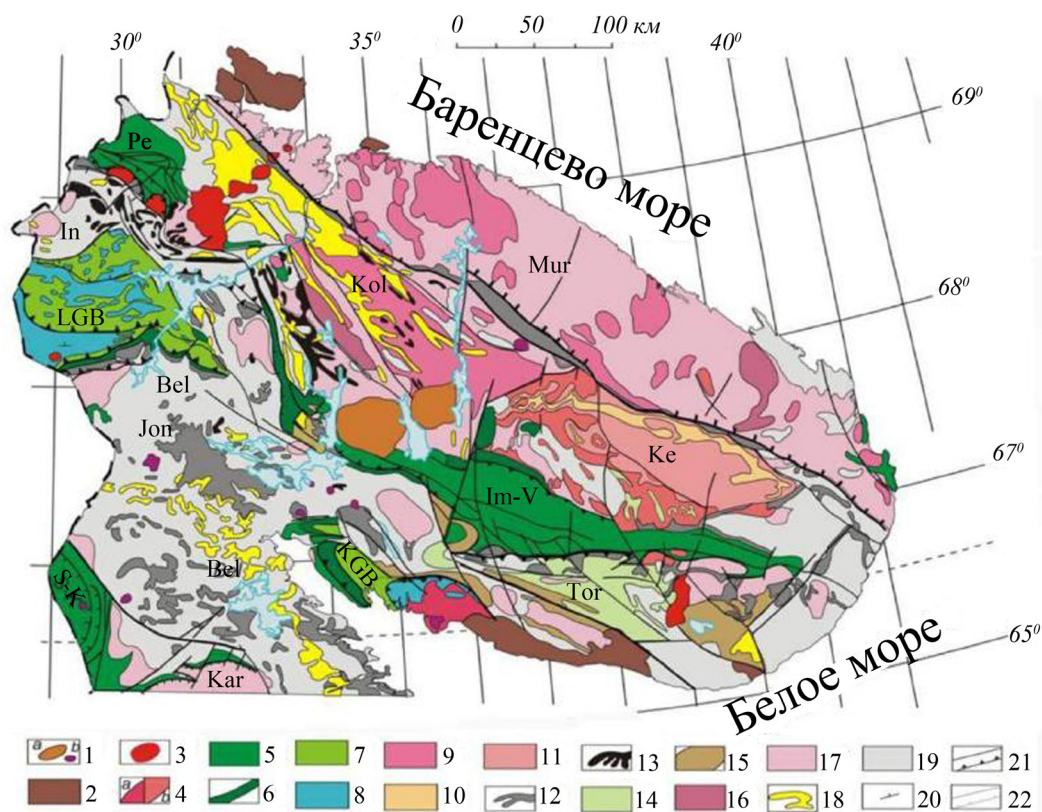 0 50 100 км
30⁰ 35⁰ 40⁰
69⁰
Баренцево море
Pe
In
Mur
Kol
68⁰
LGB
Bel
Jon
Ke
67⁰
Im-V
KGB
Bel
S-K
Tor
65⁰
Kar
Белое море
a b 1 3 5 7 9 11 13 15 17 19 21
2 a b 4 6 8 10 12 14 16 18 20 22